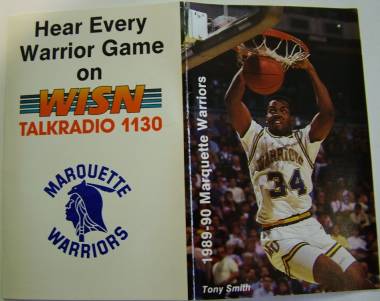 Hear Every
Warrior Game
on
WISN
TALKRADIO 1130
MARQUETTE
WARRIORS
1989-90 Marquette Warriors
WARRIORS
34
Tony Smith